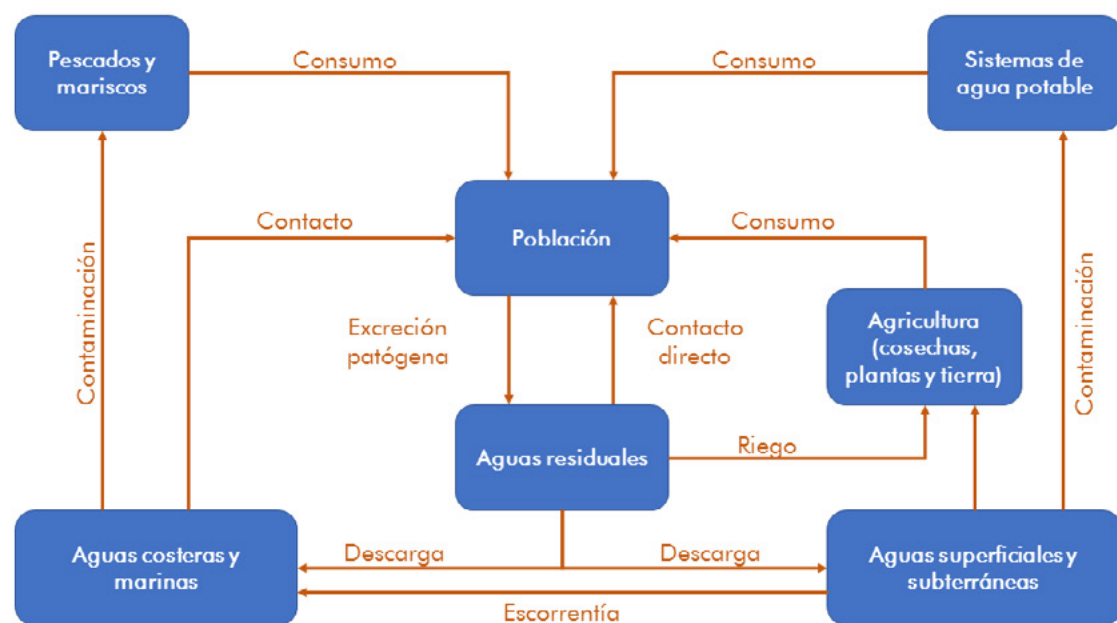 Pescados y
mariscos
Consumo
Consumo
Sistemas de
agua potable
Contacto
Población
Consumo
Contaminación
Contaminación
Excreción
patógena
Contacto
directo
Agricultura
(cosechas,
plantas y tierra)
Aguas residuales
Riego
Aguas costeras y
marinas
Descarga
Descarga
Aguas superficiales y
subterráneas
Escorrentía